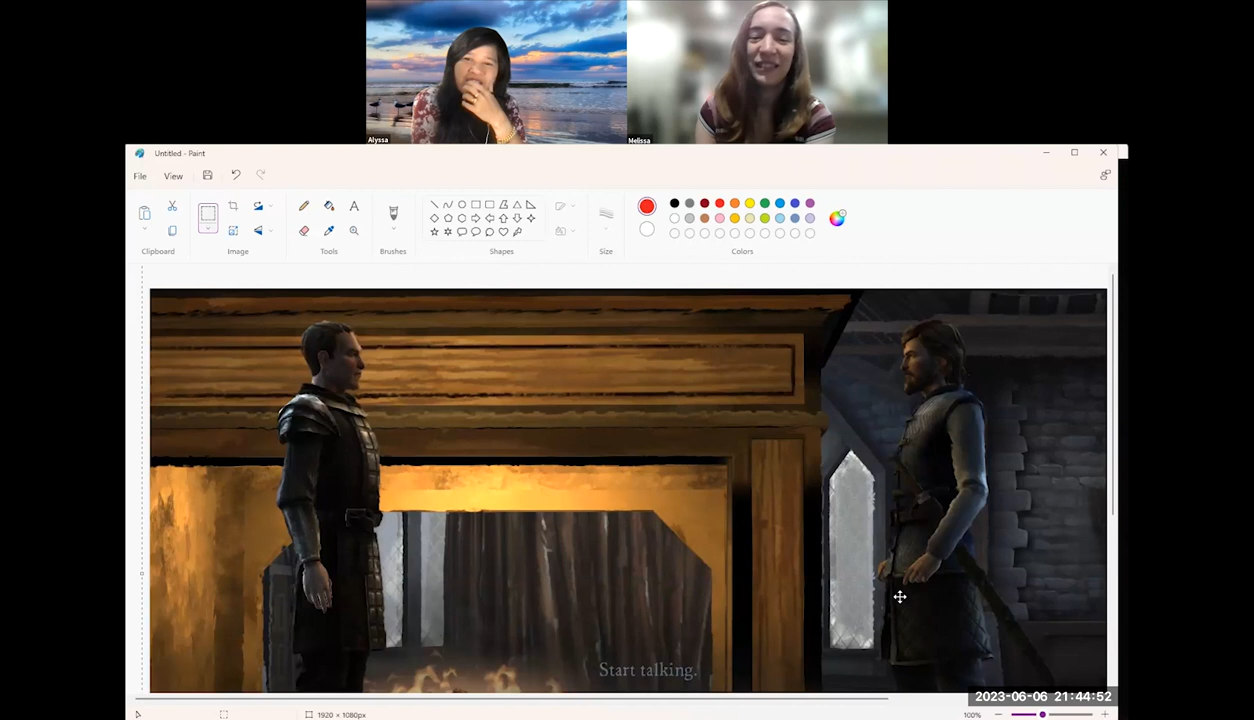 Alyssa
Melissa
Untitled - Paint
File
View
Clipboard
Image
Tools
Brushes
Shapes
Size
Colors
Start talking.
2023-06-06 21:44:52
1920 × 1080px
100%